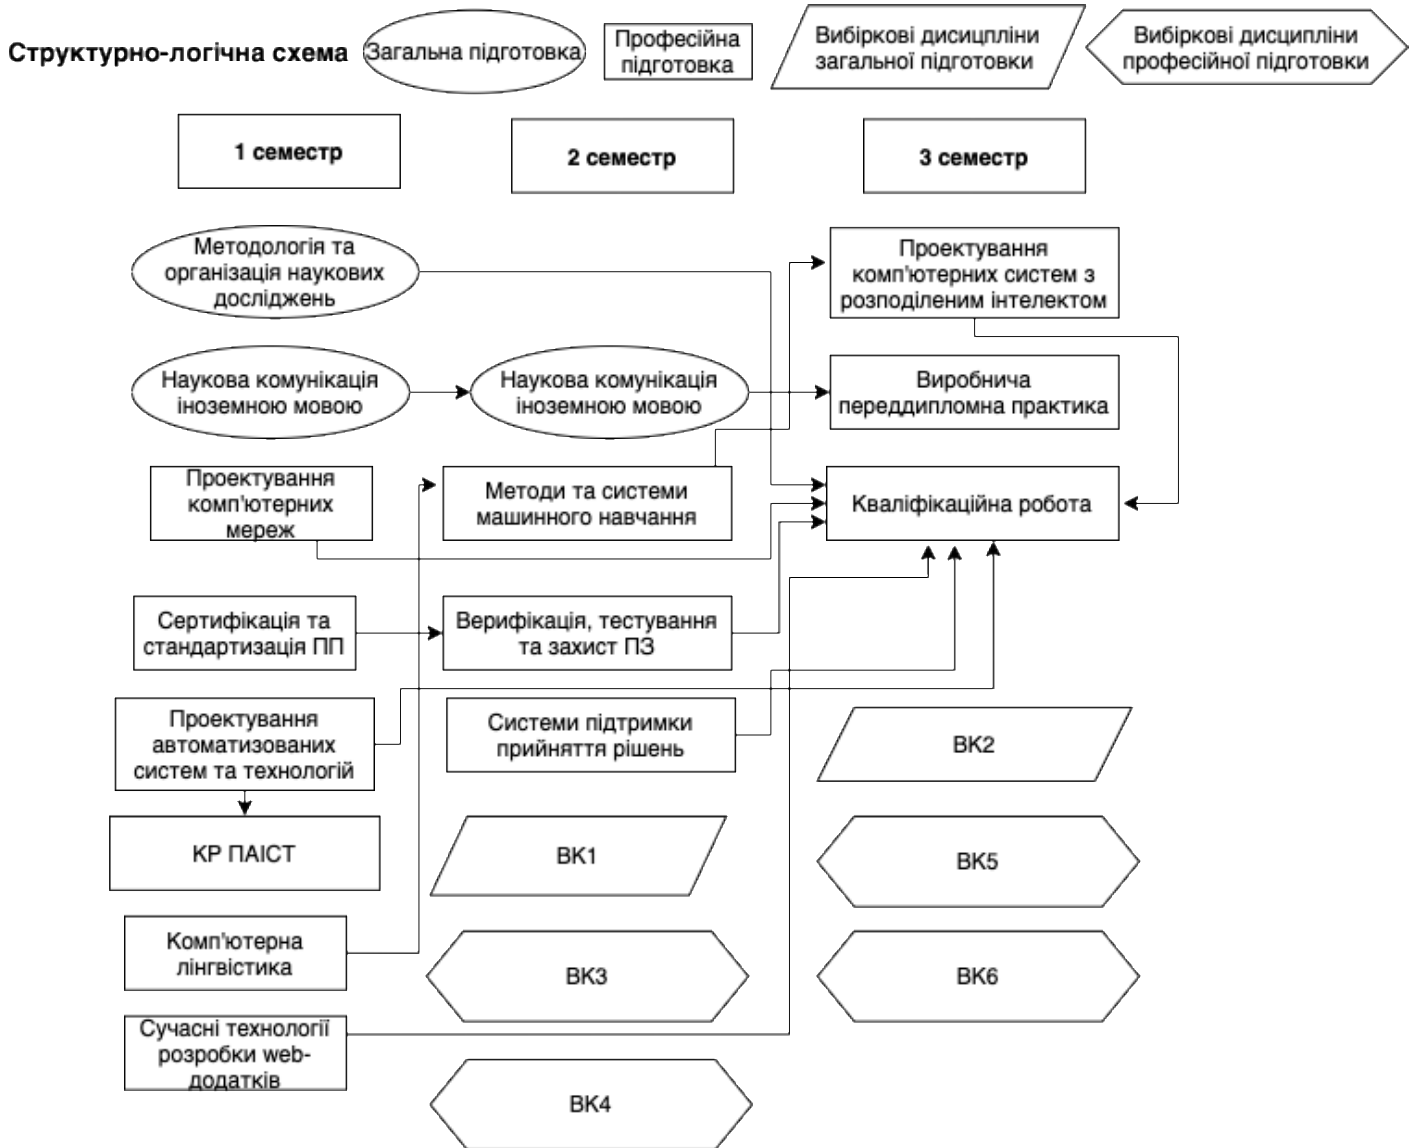 Структурно-логічна схема
Загальна підготовка
Професійна
підготовка
Вибіркові дисицпліни
загальної підготовки
Вибіркові дисципліни
професійної підготовки
1 семестр
2 семестр
3 семестр
Методологія та
організація наукових
досліджень
Проектування
комп'ютерних систем з
розподіленим інтелектом
Наукова комунікація
іноземною мовою
Наукова комунікація
іноземною мовою
Виробнича
переддипломна практика
Проектування
комп'ютерних
мереж
Методи та системи
машинного навчання
Кваліфікаційна робота
Сертифікація та
стандартизація ПП
Верифікація, тестування
та захист ПЗ
Проектування
автоматизованих
систем та технологій
Системи підтримки
прийняття рішень
ВК2
КР ПАІСТ
ВК1
ВК5
Комп'ютерна
лінгвістика
ВК3
ВК6
Сучасні технології
розробки web-
додатків
ВК4